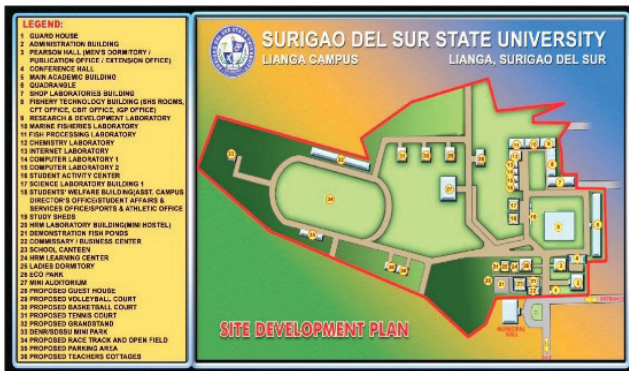 LEGEND:
1 GUARD HOUSE
2 ADMINISTRATION BUILDING
3 PEARSON HALL (MEN'S DORMITORY /
PUBLICATION OFFICE / EXTENSION OFFICE)
4 CONFERENCE HALL
5 MAIN ACADEMIC BUILDING
6 QUADRANGLE
7 SHOP LABORATORIES BUILDING
8 FISHERY TECHNOLOGY BUILDING (SHS ROOMS,
CFT OFFICE, CBIT OFFICE, IGP OFFICE)
9 RESEARCH & DEVELOPMENT LABORATORY
10 MARINE FISHERIES LABORATORY
11 FISH PROCESSING LABORATORY
12 CHEMISTRY LABORATORY
13 INTERNET LABORATORY
14 COMPUTER LABORATORY 1
15 COMPUTER LABORATORY 2
16 STUDENT ACTIVITY CENTER
17 SCIENCE LABORATORY BUILDING 1
18 STUDENTS' WELFARE BUILDING(ASST. CAMPUS
DIRECTOR'S OFFICE/STUDENT AFFAIRS &
SERVICES OFFICE/SPORTS & ATHLETIC OFFICE
19 STUDY SHEDS
20 HRM LABORATORY BUILDING(MINI HOSTEL)
21 DEMONSTRATION FISH PONDS
22 COMMISSARY / BUSINESS CENTER
23 SCHOOL CANTEEN
24 HRM LEARNING CENTER
25 LADIES DORMITORY
26 ECO PARK
27 MINI AUDITORIUM
28 PROPOSED GUEST HOUSE
29 PROPOSED VOLLEYBALL COURT
30 PROPOSED BASKETBALL COURT
31 PROPOSED TENNIS COURT
32 PROPOSED GRANDSTAND
33 DENR/SDSSU MINI PARK
34 PROPOSED RACE TRACK AND OPEN FIELD
35 PROPOSED PARKING AREA
36 PROPOSED TEACHERS COTTAGES
SURIGAO DEL SUR STATE UNIVERSITY
LIANGA CAMPUS
LIANGA, SURIGAO DEL SUR
MUNICIPAL
HALL
ENTRANCE
SITE DEVELOPMENT PLAN